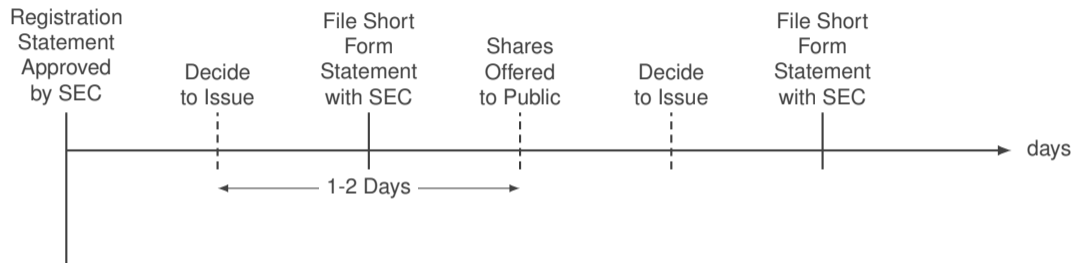 Registration
Statement
Approved
by SEC
Decide
to Issue
File Short
Form
Statement
with SEC
Shares
Offered
to Public
Decide
to Issue
File Short
Form
Statement
with SEC
days
1-2 Days